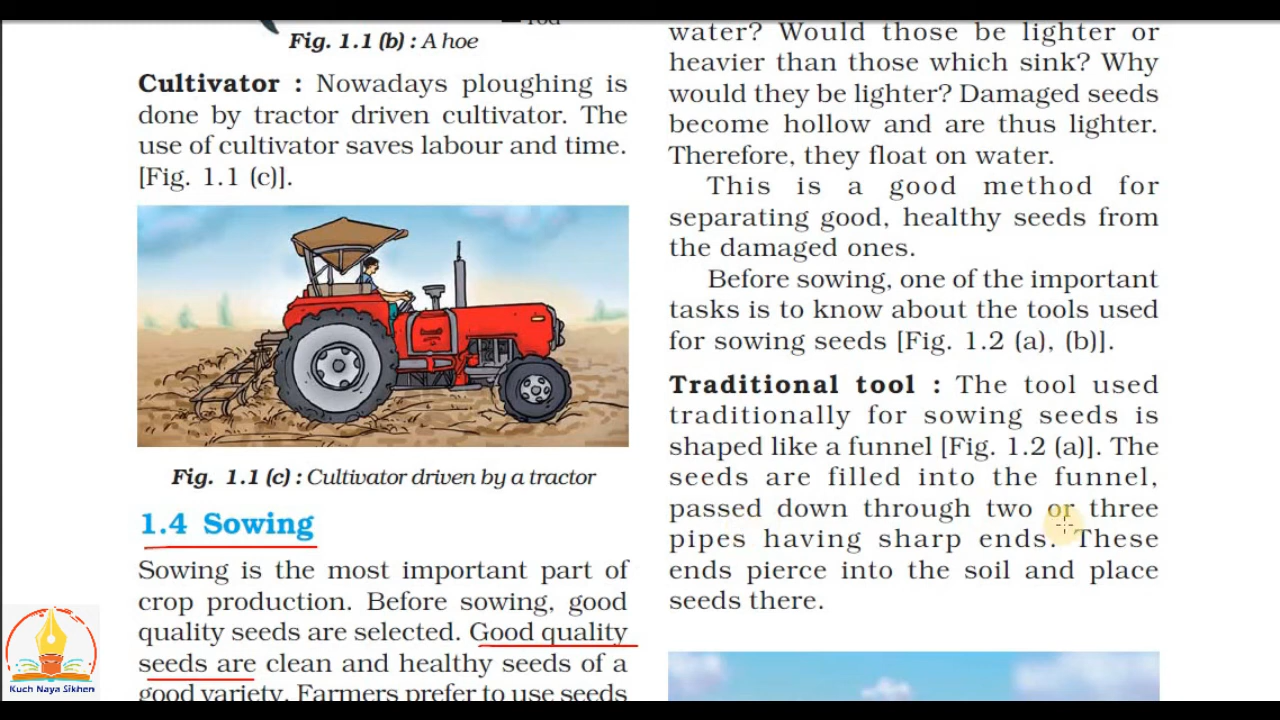 Fig. 1.1 (b) : A hoe
Cultivator : Nowadays ploughing is
done by tractor driven cultivator. The
use of cultivator saves labour and time.
[Fig. 1.1 (c)].
Fig. 1.1 (c) : Cultivator driven by a tractor
1.4 Sowing
Sowing is the most important part of
crop production. Before sowing, good
quality seeds are selected. Good quality
seeds are clean and healthy seeds of a
good variety. Farmers prefer to use seeds
water? Would those be lighter or
heavier than those which sink? Why
would they be lighter? Damaged seeds
become hollow and are thus lighter.
Therefore, they float on water.
This is a good method for
separating good, healthy seeds from
the damaged ones.
Before sowing, one of the important
tasks is to know about the tools used
for sowing seeds [Fig. 1.2 (a), (b)].
Traditional tool : The tool used
traditionally for sowing seeds is
shaped like a funnel [Fig. 1.2 (a)]. The
seeds are filled into the funnel,
passed down through two or three
pipes having sharp ends. These
ends pierce into the soil and place
seeds there.
Kuch Naya Sikhen